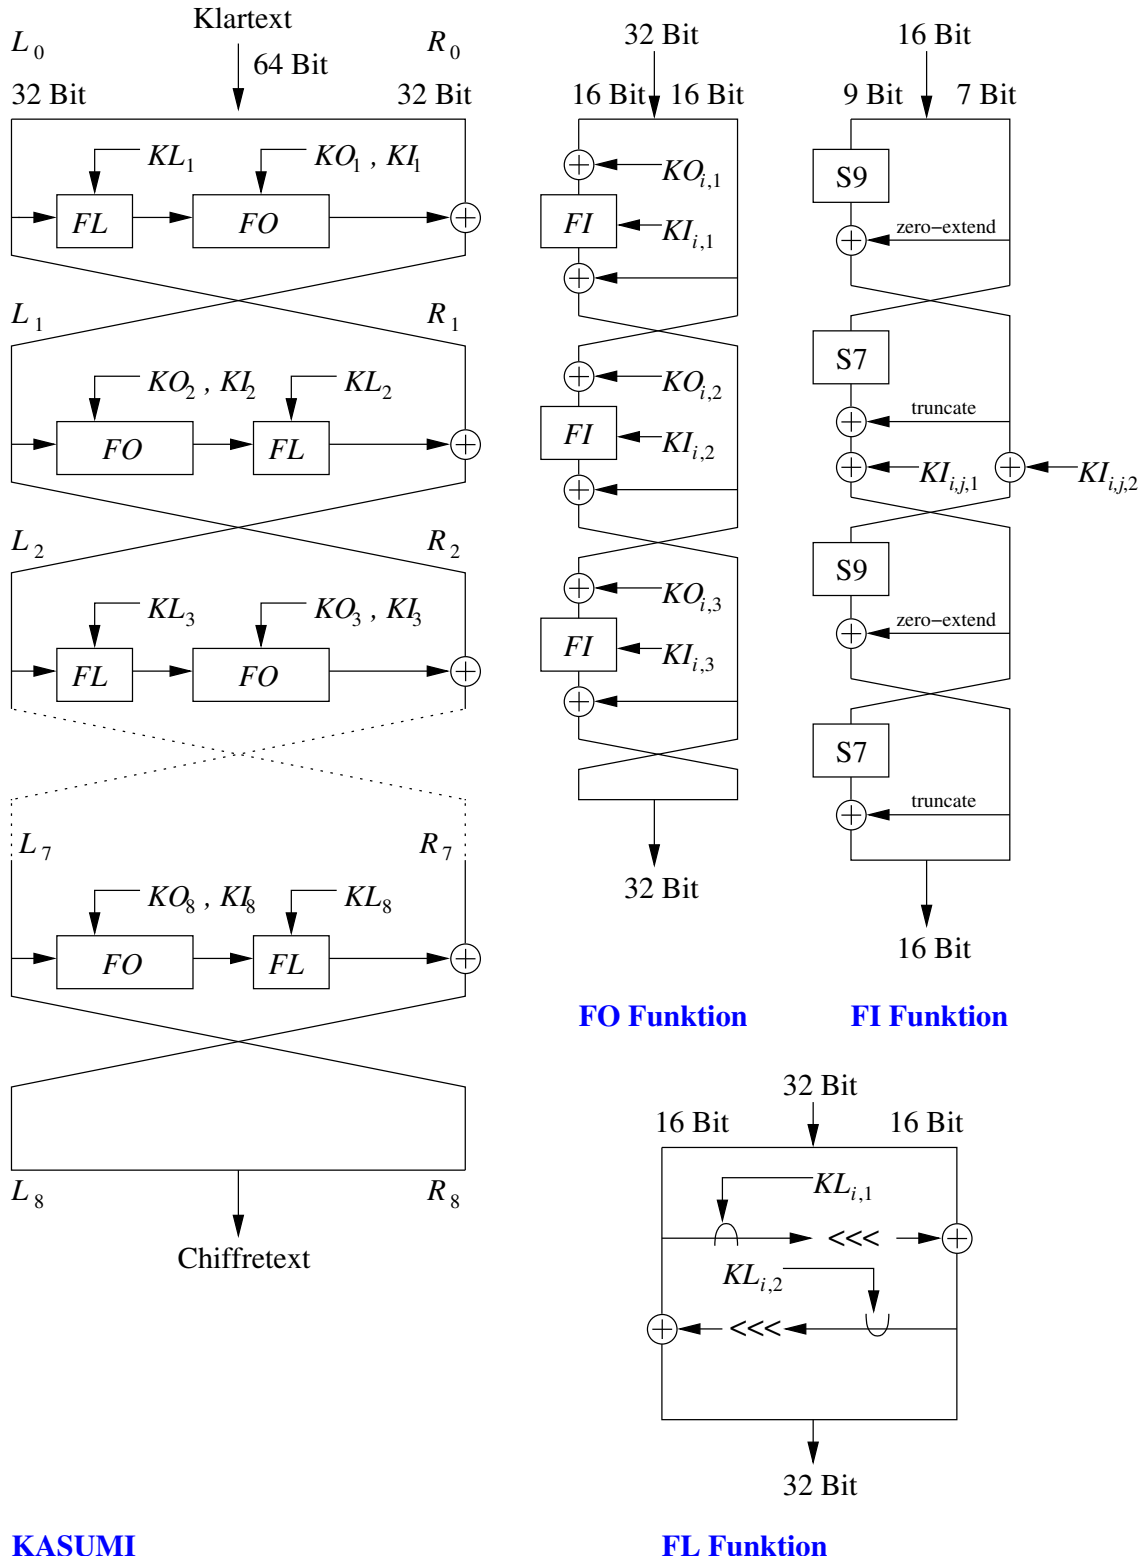 Klartext
L0
R0
64 Bit
32 Bit
32 Bit
KL1
KO1 , KI1
FL
FO
L1
R1
KO2 , KI2
KL2
FO
FL
L2
R2
KL3
KO3 , KI3
FL
FO
L7
R7
KO8 , KI8
KL8
FO
FL
L8
R8
Chiffretext
KASUMI
32 Bit
16 Bit 16 Bit
KOi,1
FI
KIi,1
KOi,2
FI
KIi,2
KOi,3
FI
KIi,3
32 Bit
FO Funktion
16 Bit
9 Bit 7 Bit
S9
zero−extend
S7
truncate
KIi,j,1
KIi,j,2
S9
zero−extend
S7
truncate
16 Bit
FI Funktion
32 Bit
16 Bit
16 Bit
KLi,1
<<<
KLi,2
<<<
32 Bit
FL Funktion